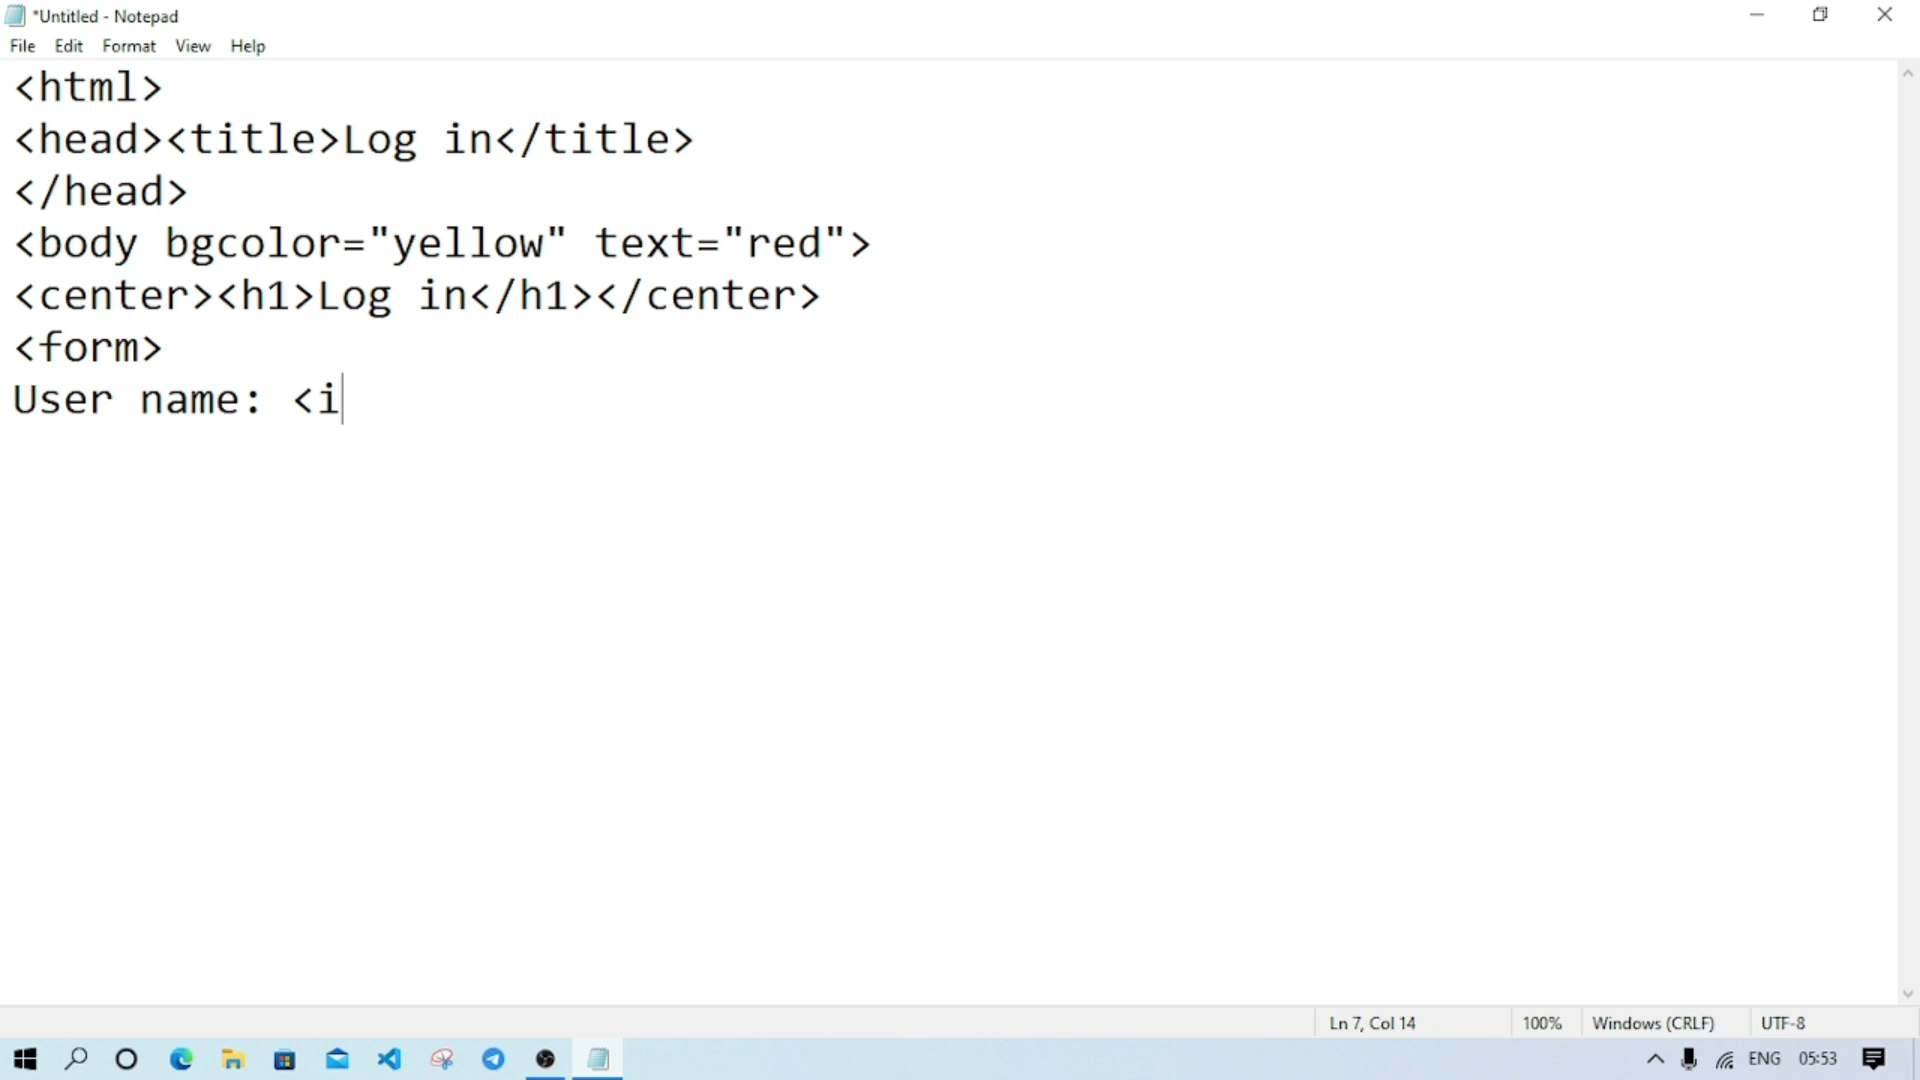 *Untitled - Notepad
File Edit Format View Help
<html>
<head><title>Log in</title>
</head>
<body bgcolor="yellow" text="red">
<center><h1>Log in</h1></center>
<form>
User name: <i
Ln 7, Col 14 100% Windows (CRLF) UTF-8
ENG 05:53